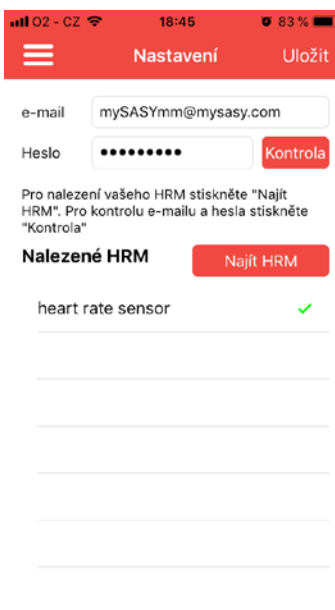 O2 - CZ 18:45 83 %
Nastavení Uložit
e-mail mySASYmm@mysasy.com
Heslo ●●●●●●●●● Kontrola
Pro nalezení vašeho HRM stiskněte "Najít
HRM". Pro kontrolu e-mailu a hesla stiskněte
"Kontrola"
Nalezené HRM Najít HRM
heart rate sensor